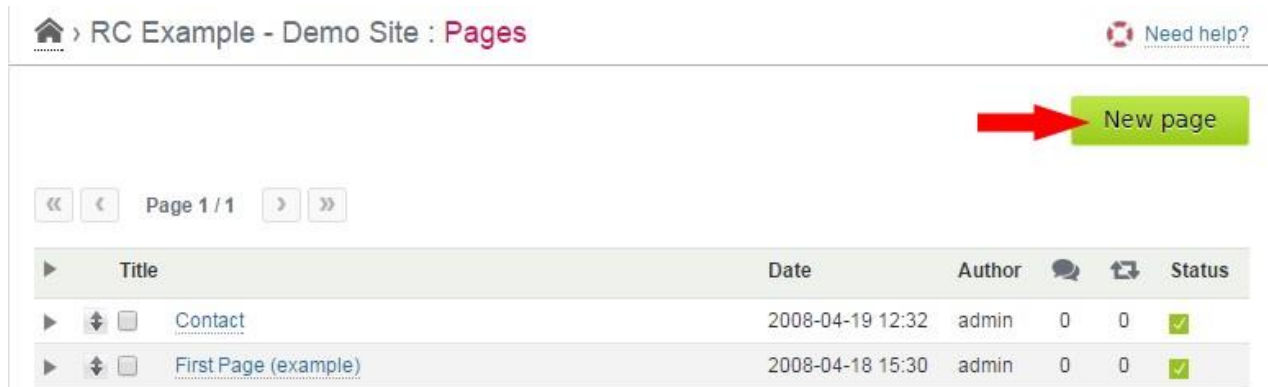 › RC Example - Demo Site : Pages Need help?
New page
« ‹ Page 1 / 1 › »
Title Date Author Status
Contact 2008-04-19 12:32 admin 0 0
First Page (example) 2008-04-18 15:30 admin 0 0